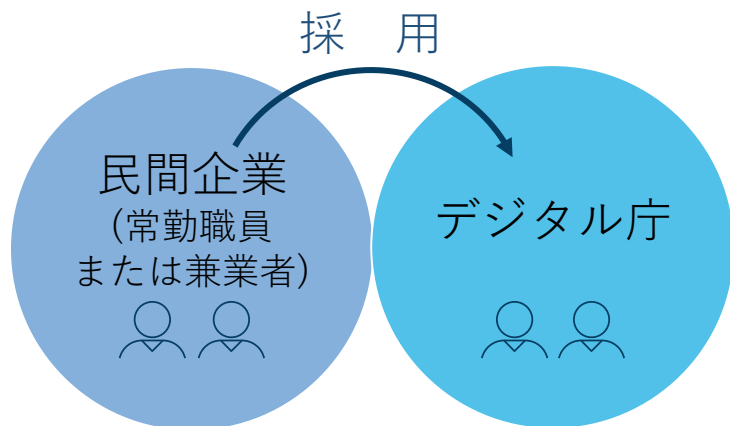 採　用
民間企業
(常勤職員
または兼業者)
デジタル庁